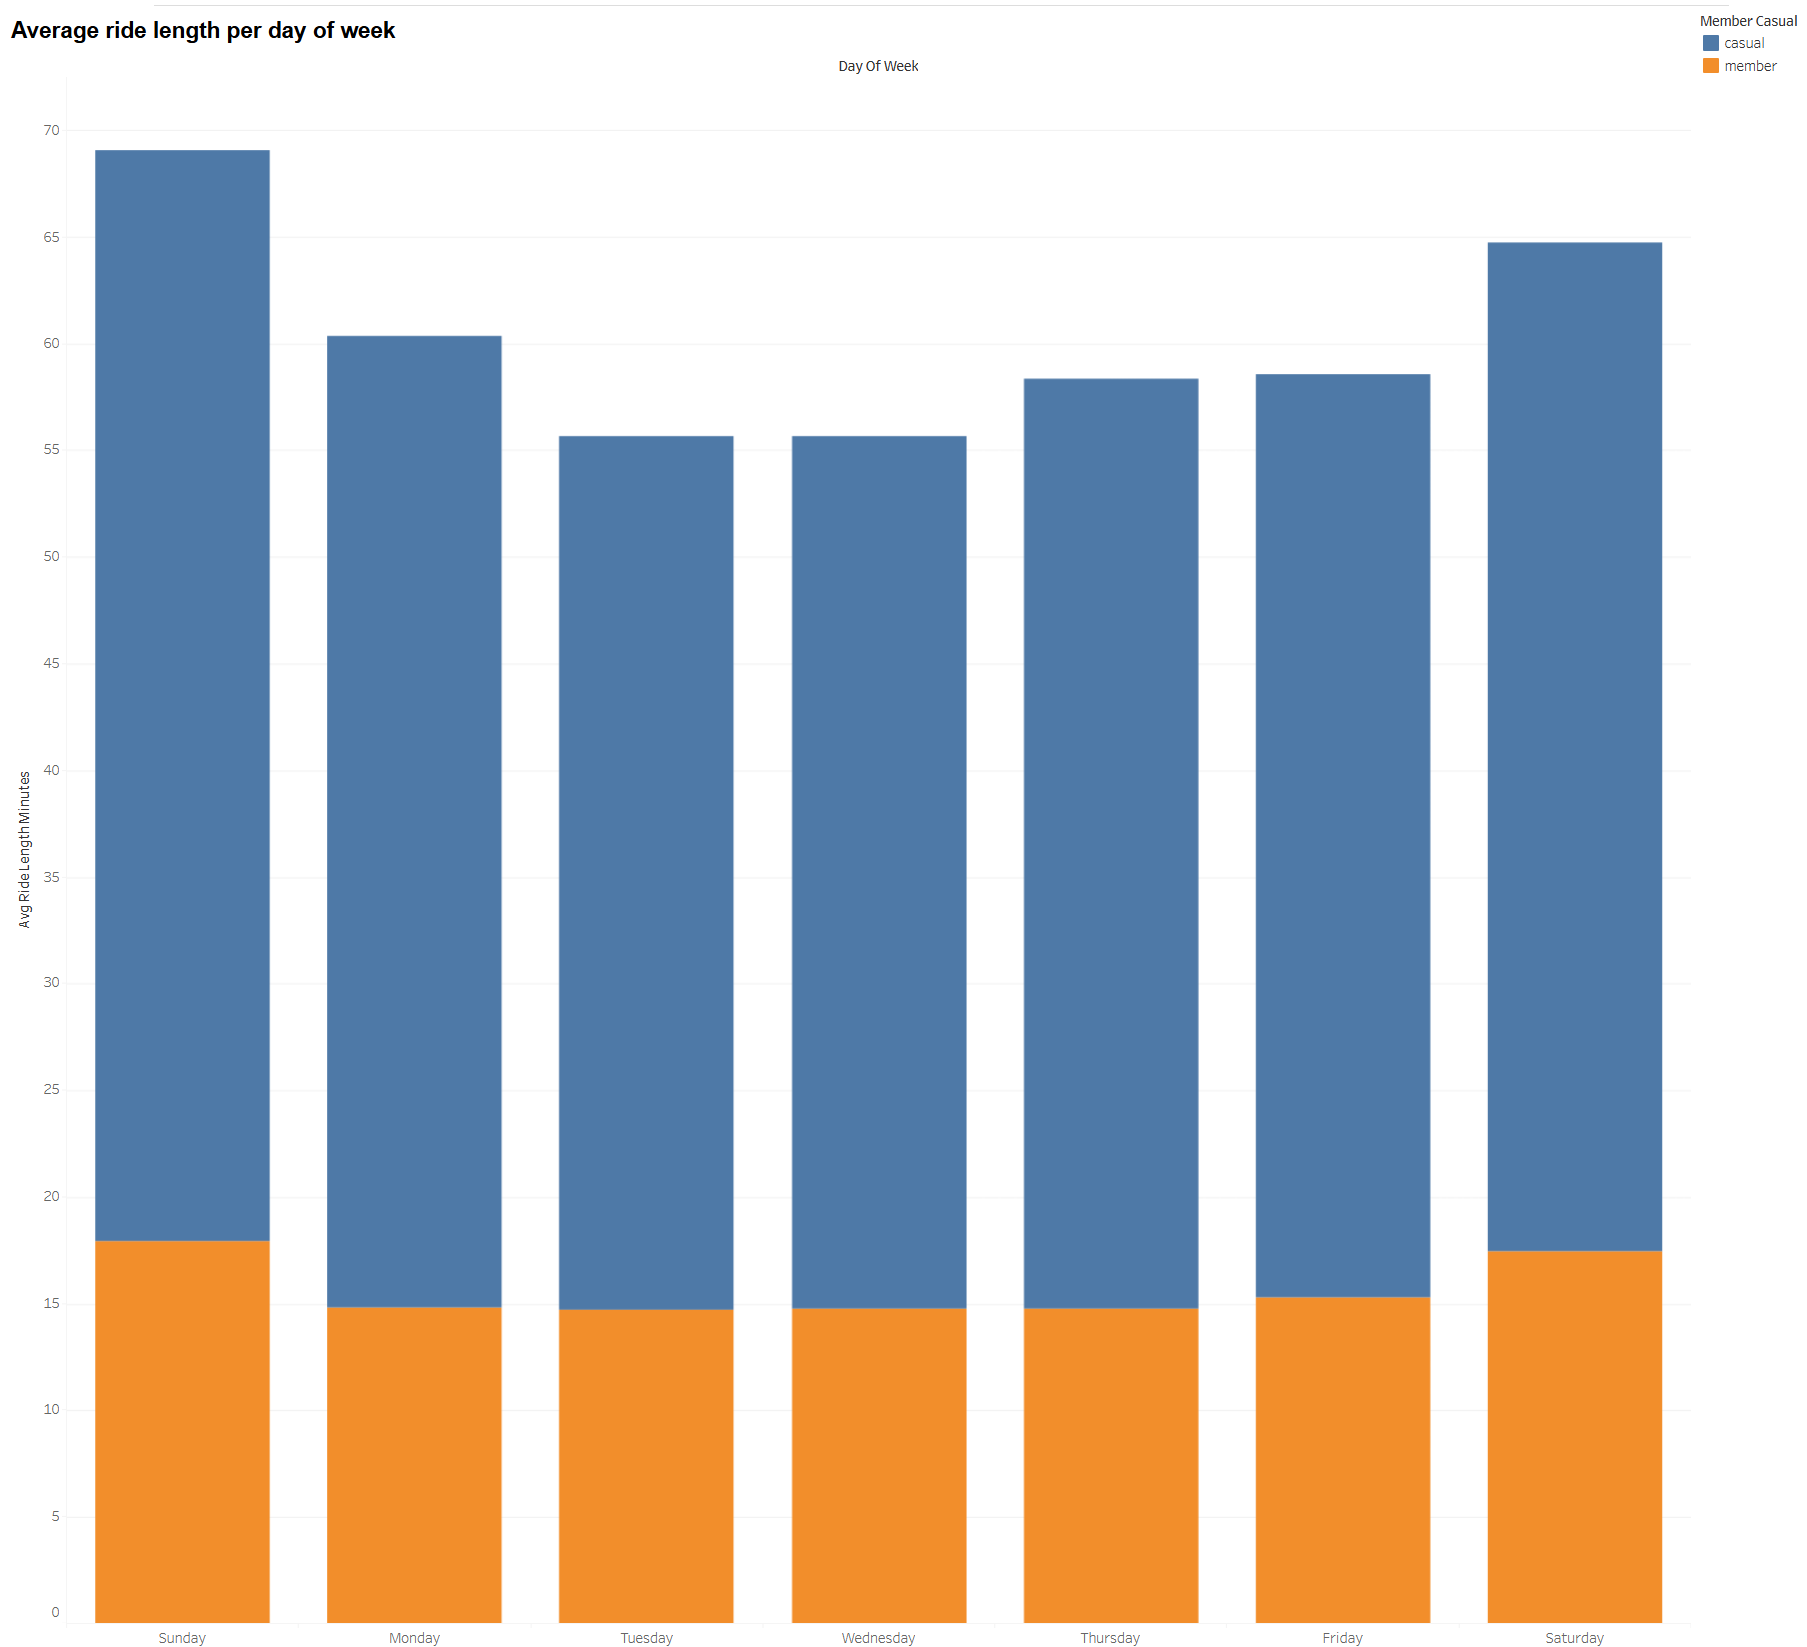 Average ride length per day of week
Member Casual
casual
member
Day Of Week
70
65
60
55
50
45
40
35
30
25
20
15
10
5
0
Avg Ride Length Minutes
Sunday Monday Tuesday Wednesday Thursday Friday Saturday